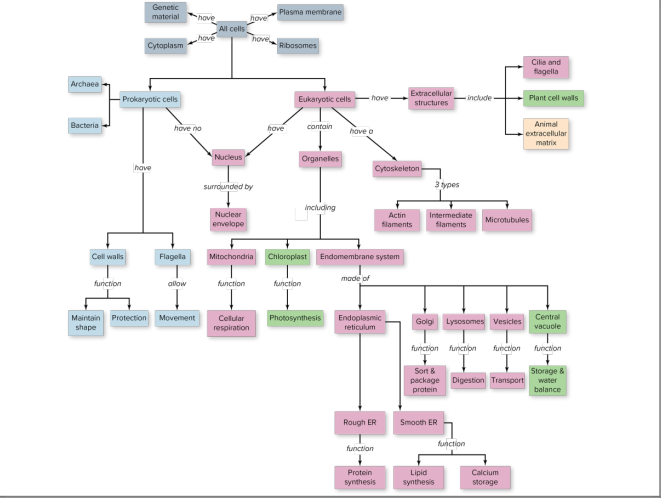 Genetic
material
have
have
Plasma membrane
All cells
Cytoplasm
have
have
Ribosomes
Archaea
Prokaryotic cells
Bacteria
Eukaryotic cells
have
Extracellular
structures
include
Cilia and
flagella
Plant cell walls
Animal
extracellular
matrix
have no
have
contain
have a
Nucleus
Organelles
Cytoskeleton
have
surrounded by
3 types
Nuclear
envelope
including
Actin
filaments
Intermediate
filaments
Microtubules
Cell walls
Flagella
Mitochondria
Chloroplast
Endomembrane system
function
allow
function
function
made of
Maintain
shape
Protection
Movement
Cellular
respiration
Photosynthesis
Endoplasmic
reticulum
Golgi
Lysosomes
Vesicles
Central
vacuole
function
function
function
function
Sort &
package
protein
Digestion
Transport
Storage &
water
balance
Rough ER
Smooth ER
function
function
Protein
synthesis
Lipid
synthesis
Calcium
storage